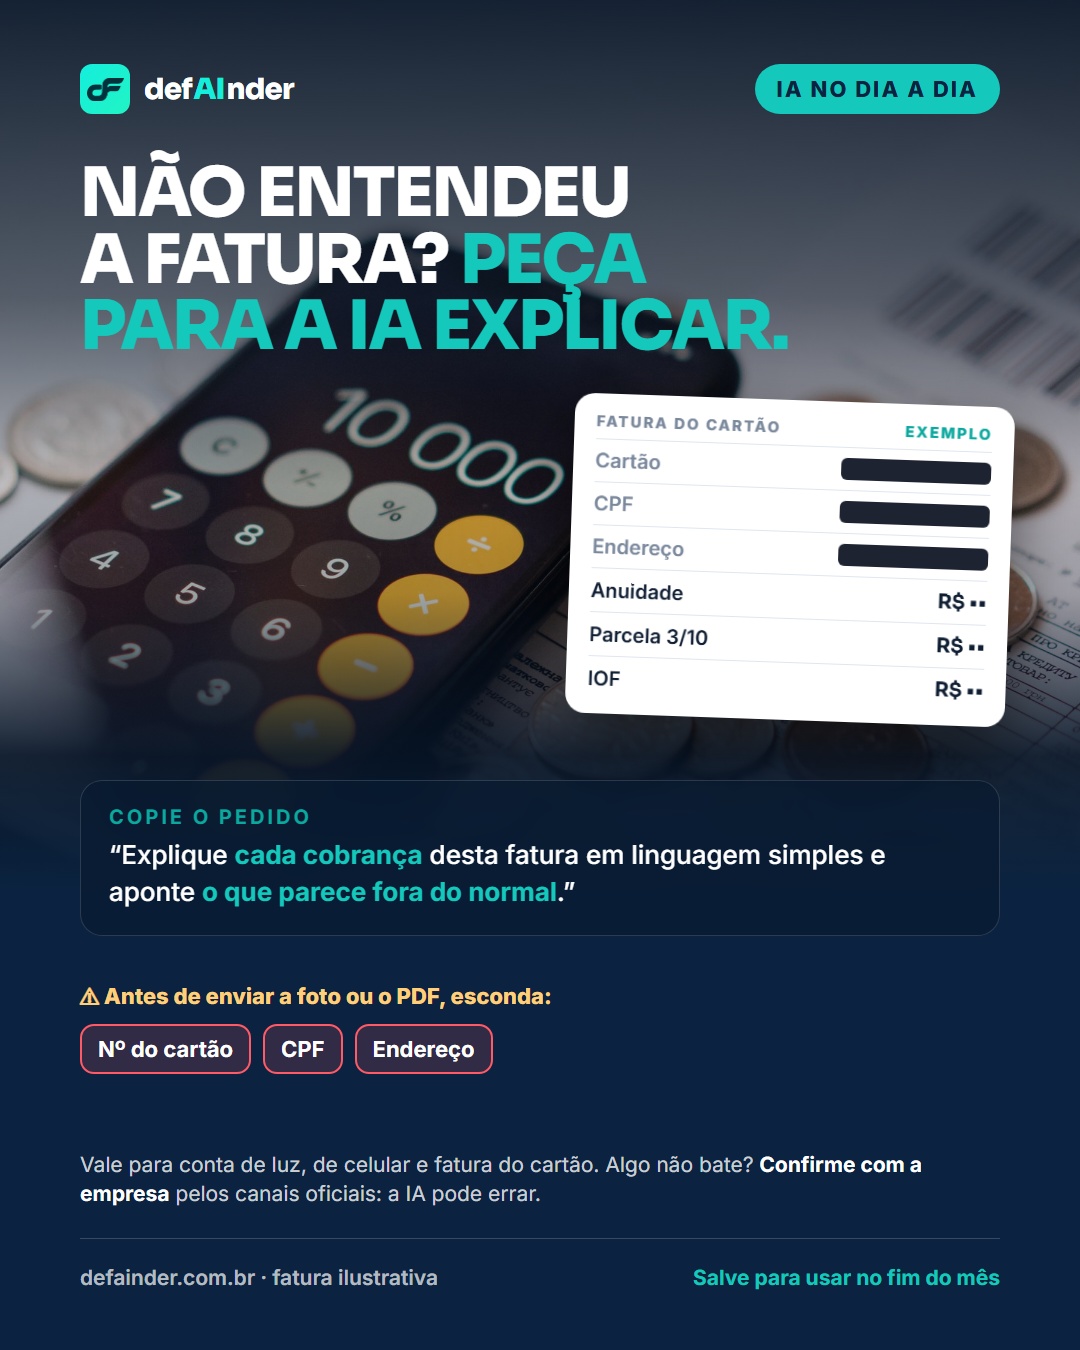 defAInder
IA NO DIA A DIA
NÃO ENTENDEU
A FATURA? PEÇA
PARA A IA EXPLICAR.
10 000
C
÷
%
÷
7
8
9
+
4
5
6
−
1
2
3
FATURA DO CARTÃO EXEMPLO
Cartão
CPF
Endereço
Anuidade R$ ▪▪
Parcela 3/10 R$ ▪▪
IOF R$ ▪▪
КРЕДИТУ
ТОВАР:
COPIE O PEDIDO
“Explique cada cobrança desta fatura em linguagem simples e
aponte o que parece fora do normal.”
⚠ Antes de enviar a foto ou o PDF, esconda:
Nº do cartão
CPF
Endereço
Vale para conta de luz, de celular e fatura do cartão. Algo não bate? Confirme com a
empresa pelos canais oficiais: a IA pode errar.
defainder.com.br · fatura ilustrativa
Salve para usar no fim do mês